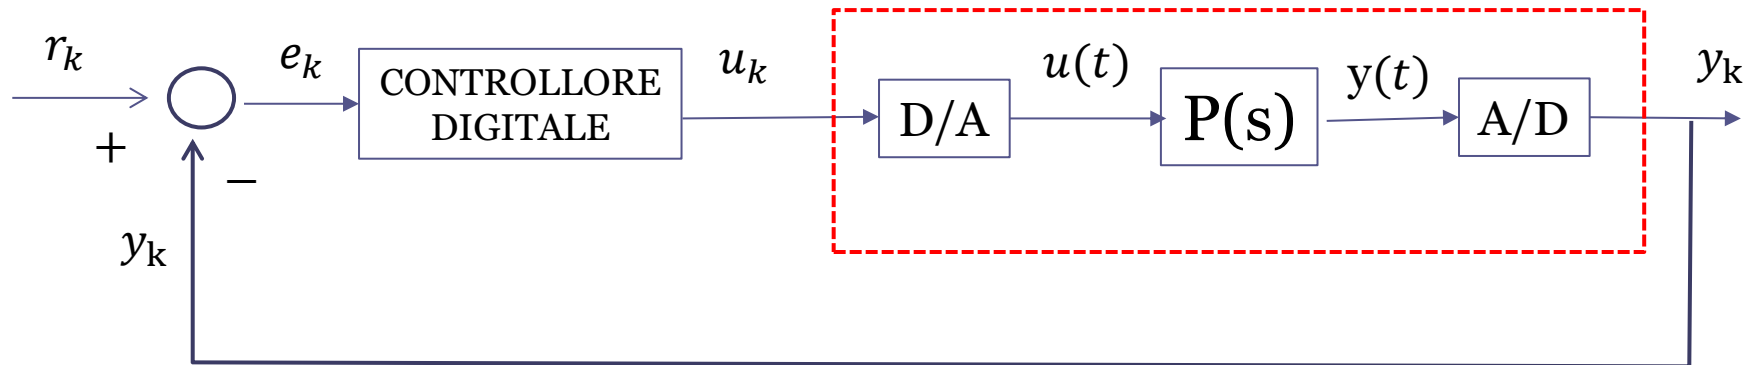 r_k
+
−
e_k
CONTROLLORE
DIGITALE
u_k
D/A
u(t)
P(s)
y(t)
A/D
y_k
y_k